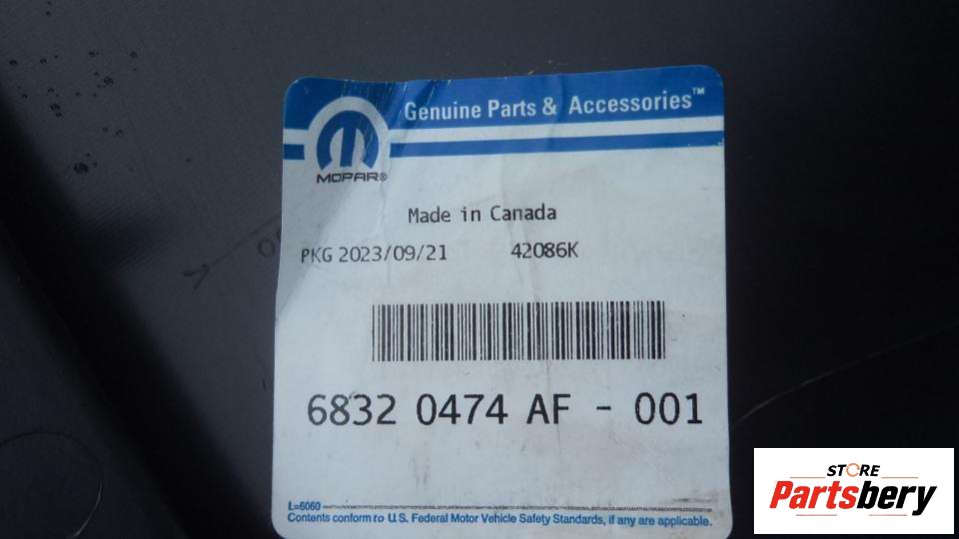 Genuine Parts & Accessories™
MOPAR®
Made in Canada
PKG 2023/09/21 42086K
6832 0474 AF - 001
L=6060
Contents conform to U.S. Federal Motor Vehicle Safety Standards, if any are applicable.
STORE
Partsbery